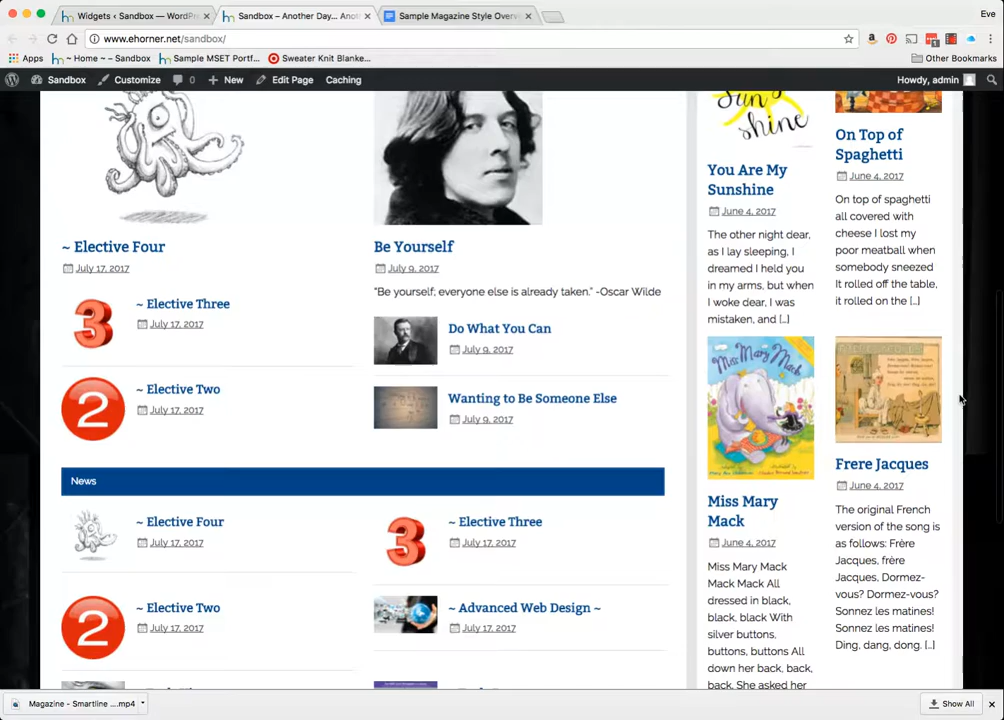 Widgets ‹ Sandbox — WordPr
Sandbox – Another Day... Anot
Sample Magazine Style Overv
Eve
www.ehorner.net/sandbox/
Apps
~ Home ~ – Sandbox
Sample MSET Portf...
Sweater Knit Blanke...
Other Bookmarks
Sandbox
Customize
0
New
Edit Page
Caching
Howdy, admin
~ Elective Four
July 17, 2017
~ Elective Three
July 17, 2017
~ Elective Two
July 17, 2017
Be Yourself
July 9, 2017
"Be yourself; everyone else is already taken." -Oscar Wilde
Do What You Can
July 9, 2017
Wanting to Be Someone Else
July 9, 2017
News
~ Elective Four
July 17, 2017
~ Elective Three
July 17, 2017
~ Elective Two
July 17, 2017
~ Advanced Web Design ~
July 17, 2017
Sun
shine
You Are My
Sunshine
June 4, 2017
The other night dear,
as I lay sleeping, I
dreamed I held you
in my arms, but when
I woke dear, I was
mistaken, and [...]
Miss Mary Mack
Miss Mary
Mack
June 4, 2017
Miss Mary Mack
Mack Mack All
dressed in black,
black, black With
silver buttons,
buttons, buttons All
down her back, back,
back. She asked her
On Top of
Spaghetti
June 4, 2017
On top of spaghetti
all covered with
cheese I lost my
poor meatball when
somebody sneezed
It rolled off the table,
it rolled on the [...]
Frere Jacques
June 4, 2017
The original French
version of the song is
as follows: Frère
Jacques, frère
Jacques, Dormez-
vous? Dormez-vous?
Sonnez les matines!
Sonnez les matines!
Ding, dang, dong. [...]
Magazine - Smartline ....mp4
Show All